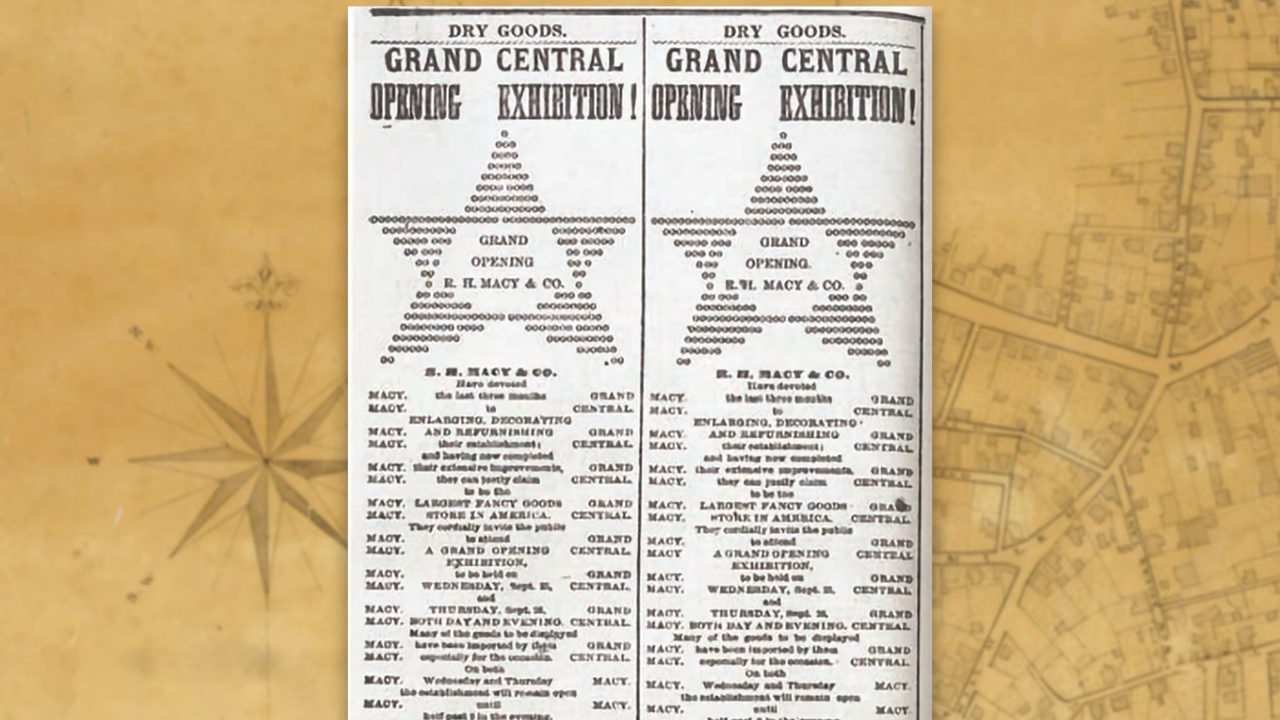 DRY GOODS.
GRAND CENTRAL
OPENING EXHIBITION!
GRAND
OPENING
R. H. MACY & CO.
R. H. MACY & CO.
Have devoted
MACY. the last three months GRAND
MACY. to CENTRAL
ENLARGING, DECORATING
MACY. AND REFURNISHING GRAND
MACY. their establishment; CENTRAL.
and having now completed
MACY. their extensive improvements, GRAND
MACY. they can justly claim CENTRAL.
to be the
MACY. LARGEST FANCY GOODS GRAND
MACY. STORE IN AMERICA. CENTRAL.
They cordially invite the public
MACY. to attend GRAND
MACY. A GRAND OPENING CENTRAL.
EXHIBITION,
MACY. to be held on GRAND
MACY. WEDNESDAY, Sept. CENTRAL.
and
MACY. THURSDAY, Sept. GRAND
MACY. BOTH DAY AND EVENING. CENTRAL.
Many of the goods to be displayed
MACY. have been imported by them GRAND
MACY. especially for the occasion. CENTRAL.
On both
MACY. Wednesday and Thursday MACY.
the establishment will remain open
MACY. until MACY.
half past 9 in the evening.
DRY GOODS.
GRAND CENTRAL
OPENING EXHIBITION!
GRAND
OPENING.
R. H. MACY & CO.
R. H. MACY & CO.
Have devoted
MACY. the last three months GRAND
MACY. to CENTRAL
ENLARGING, DECORATING
MACY. AND REFURNISHING GRAND
MACY. their establishment; CENTRAL.
and having now completed
MACY. their extensive improvements, GRAND
MACY. they can justly claim CENTRAL.
to be the
MACY. LARGEST FANCY GOODS GRAND
MACY. STORE IN AMERICA. CENTRAL.
They cordially invite the public
MACY. to attend GRAND
MACY A GRAND OPENING CENTRAL
EXHIBITION,
MACY. to be held on GRAND
MACY. WEDNESDAY, Sept. CENTRAL.
and
MACY. THURSDAY, Sept. GRAND
MACY. BOTH DAY AND EVENING. CENTRAL.
Many of the goods to be displayed
MACY. have been imported by them GRAND
MACY. especially for the occasion. CENTRAL.
On both
MACY. Wednesday and Thursday MACY.
the establishment will remain open
MACY. until MACY.